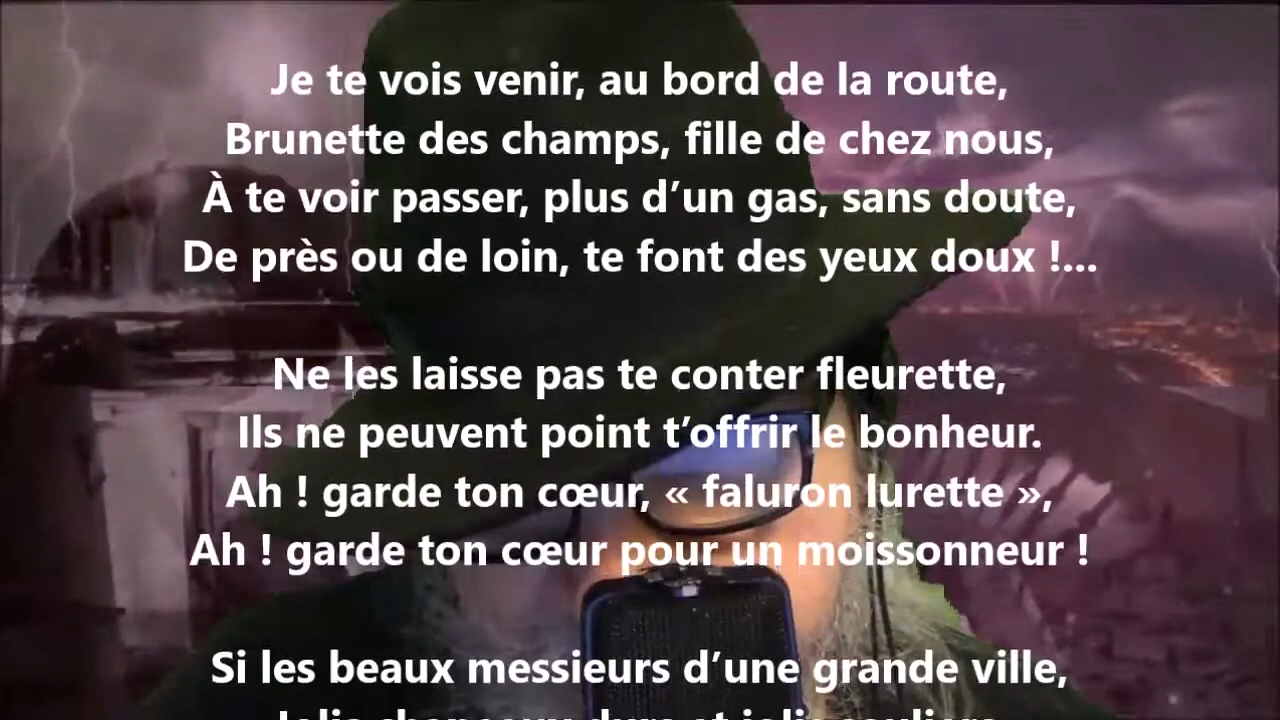 Je te vois venir, au bord de la route,
Brunette des champs, fille de chez nous,
À te voir passer, plus d’un gas, sans doute,
De près ou de loin, te font des yeux doux !...
Ne les laisse pas te conter fleurette,
Ils ne peuvent point t’offrir le bonheur.
Ah ! garde ton cœur, « faluron lurette »,
Ah ! garde ton cœur pour un moissonneur !
Si les beaux messieurs d’une grande ville,